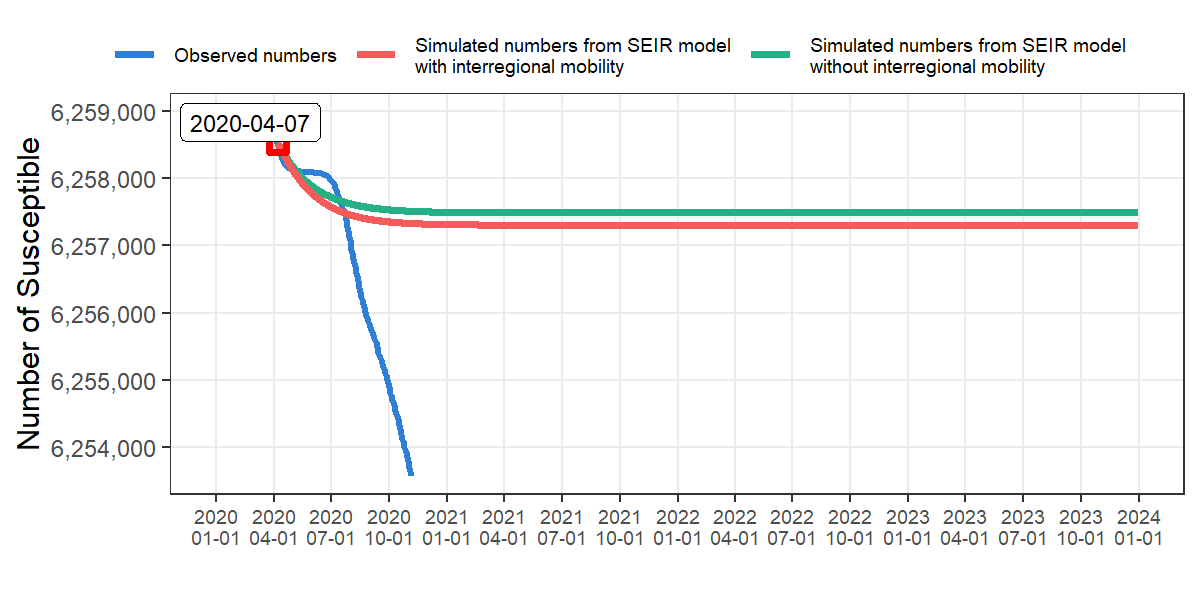 Observed numbers
Simulated numbers from SEIR model
with interregional mobility
Simulated numbers from SEIR model
without interregional mobility
Number of Susceptible
6,259,000
6,258,000
6,257,000
6,256,000
6,255,000
6,254,000
2020-04-07
2020 2020 2020 2020 2021 2021 2021 2021 2022 2022 2022 2022 2023 2023 2023 2023 2024
01-01 04-01 07-01 10-01 01-01 04-01 07-01 10-01 01-01 04-01 07-01 10-01 01-01 04-01 07-01 10-01 01-01